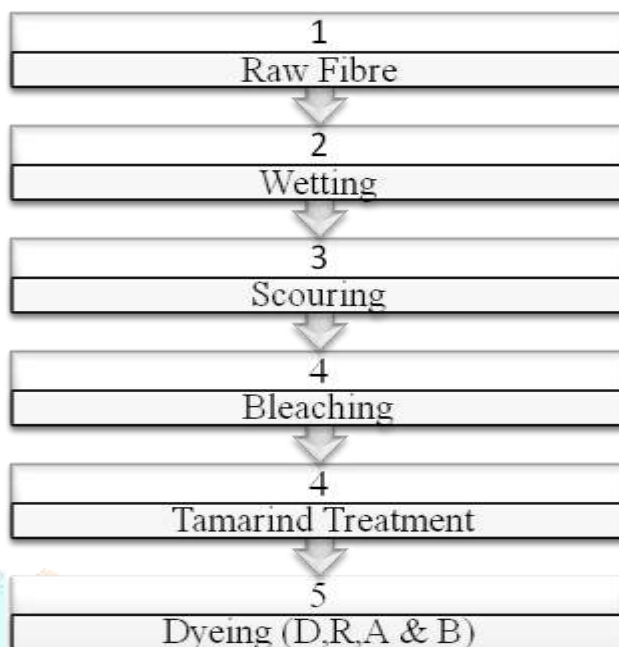 1
Raw Fibre
2
Wetting
3
Scouring
4
Bleaching
4
Tamarind Treatment
5
Dyeing (D,R,A & B)